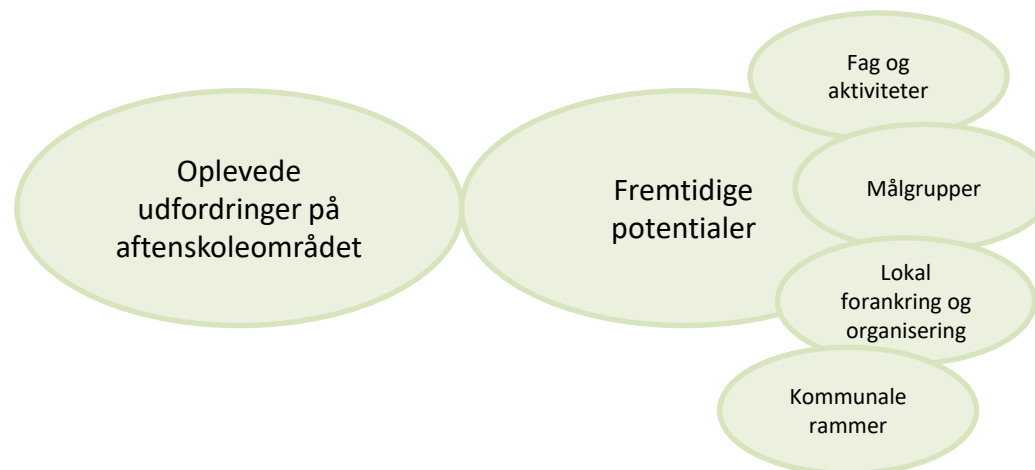 Oplevede
udfordringer på
aftenskoleområdet
Fremtidige
potentialer
Fag og
aktiviteter
Målgrupper
Lokal
forankring og
organisering
Kommunale
rammer